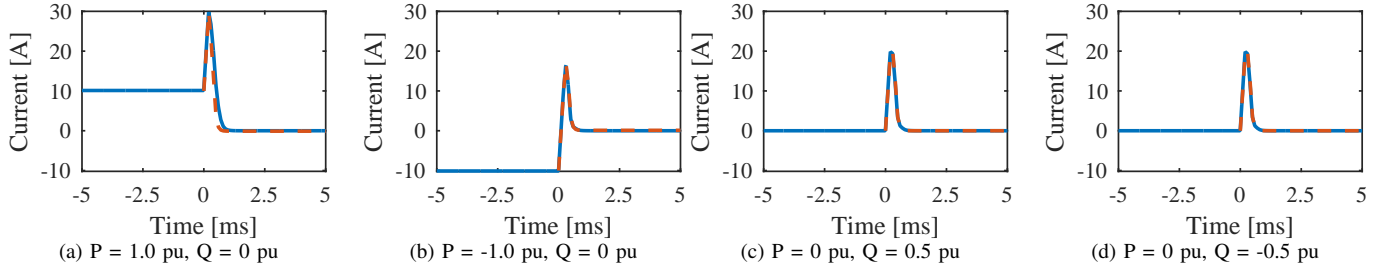 30
20
10
0
-10
Current [A]
-5 -2.5 0 2.5 5
Time [ms]
(a) P = 1.0 pu, Q = 0 pu
30
20
10
0
-10
Current [A]
-5 -2.5 0 2.5 5
Time [ms]
(b) P = -1.0 pu, Q = 0 pu
30
20
10
0
-10
Current [A]
-5 -2.5 0 2.5 5
Time [ms]
(c) P = 0 pu, Q = 0.5 pu
30
20
10
0
-10
Current [A]
-5 -2.5 0 2.5 5
Time [ms]
(d) P = 0 pu, Q = -0.5 pu